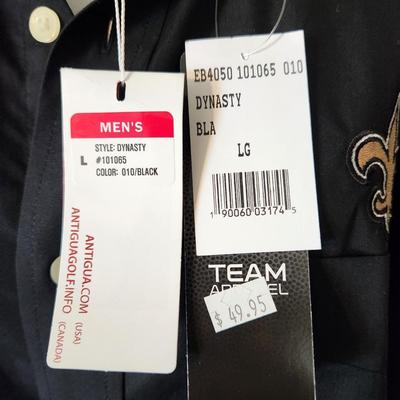 MEN'S
L
STYLE: DYNASTY
#101065
COLOR: 010/BLACK
ANTIGUA.COM
(USA)
ANTIGUAGOLF.INFO
(CANADA)
EB4050 101065 010
DYNASTY
BLA
LG
1 90060 03174 5
TEAM
APPAREL
$ 49.95